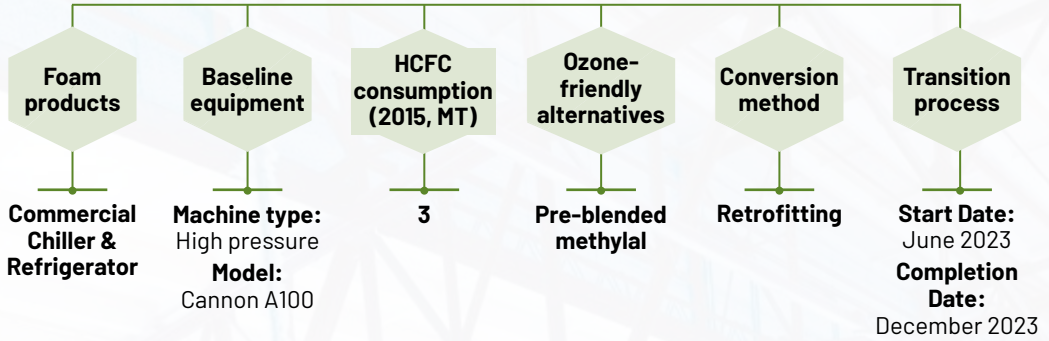 Foam
products
Commercial
Chiller &
Refrigerator
Baseline
equipment
Machine type:
High pressure
Model:
Cannon A100
HCFC
consumption
(2015, MT)
3
Ozone-
friendly
alternatives
Pre-blended
methylal
Conversion
method
Retrofitting
Transition
process
Start Date:
June 2023
Completion
Date:
December 2023